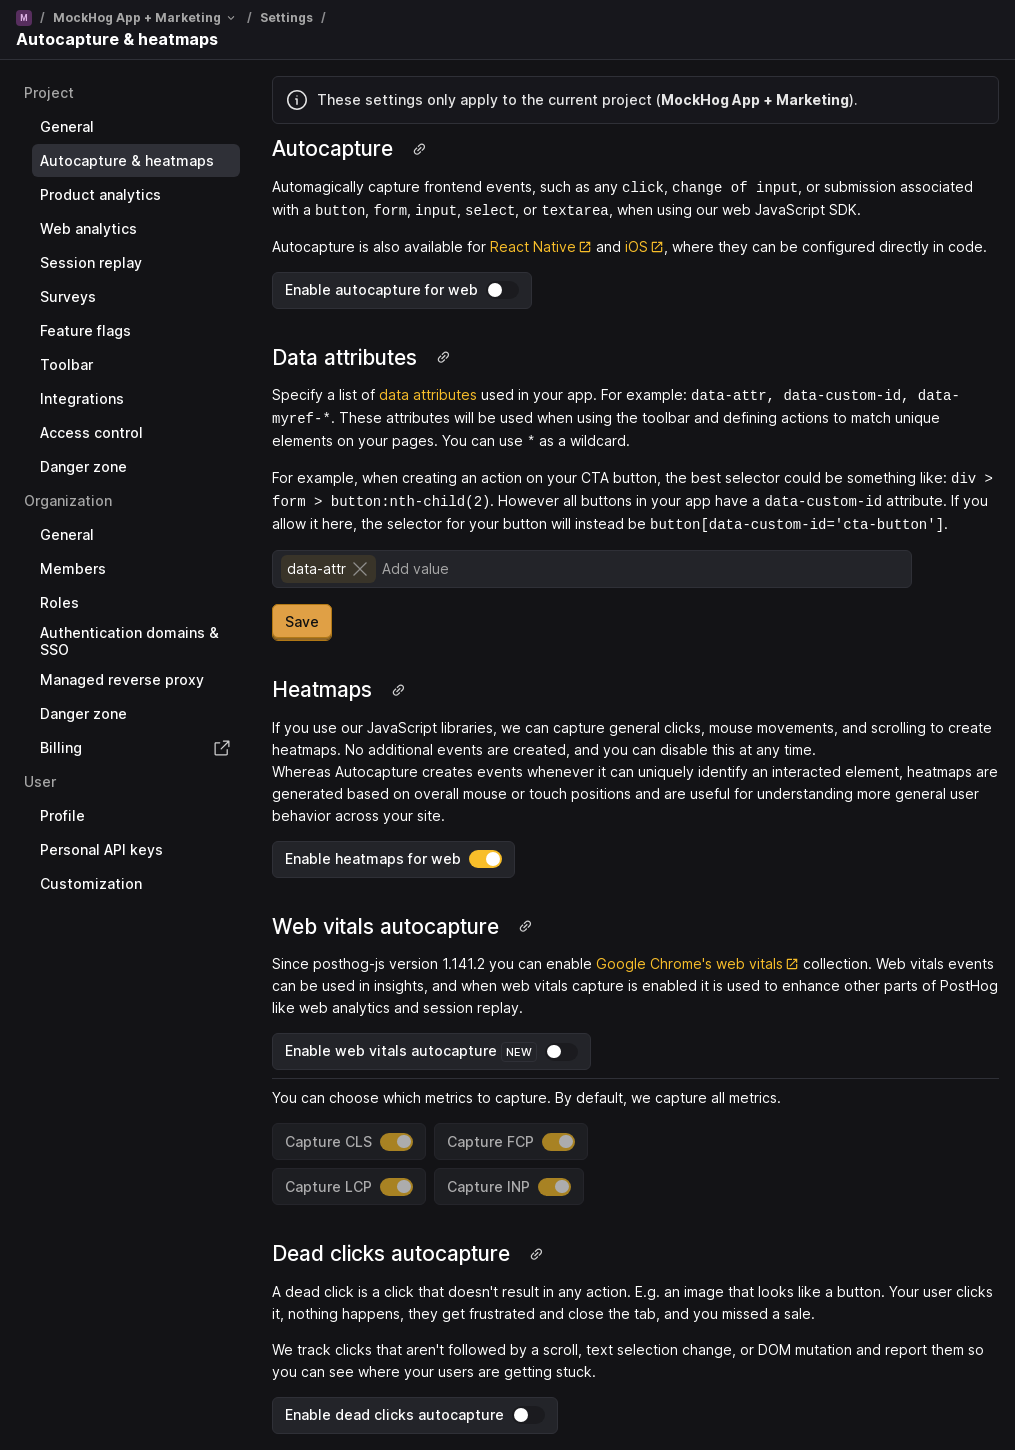 M / MockHog App + Marketing / Settings /
Autocapture & heatmaps
Project
General
Autocapture & heatmaps
Product analytics
Web analytics
Session replay
Surveys
Feature flags
Toolbar
Integrations
Access control
Danger zone
Organization
General
Members
Roles
Authentication domains &
SSO
Managed reverse proxy
Danger zone
Billing
User
Profile
Personal API keys
Customization
These settings only apply to the current project (MockHog App + Marketing).
Autocapture
Automagically capture frontend events, such as any click, change of input, or submission associated
with a button, form, input, select, or textarea, when using our web JavaScript SDK.
Autocapture is also available for React Native and iOS, where they can be configured directly in code.
Enable autocapture for web
Data attributes
Specify a list of data attributes used in your app. For example: data-attr, data-custom-id, data-
myref-*. These attributes will be used when using the toolbar and defining actions to match unique
elements on your pages. You can use * as a wildcard.
For example, when creating an action on your CTA button, the best selector could be something like: div >
form > button:nth-child(2). However all buttons in your app have a data-custom-id attribute. If you
allow it here, the selector for your button will instead be button[data-custom-id='cta-button'].
data-attr Add value
Save
Heatmaps
If you use our JavaScript libraries, we can capture general clicks, mouse movements, and scrolling to create
heatmaps. No additional events are created, and you can disable this at any time.
Whereas Autocapture creates events whenever it can uniquely identify an interacted element, heatmaps are
generated based on overall mouse or touch positions and are useful for understanding more general user
behavior across your site.
Enable heatmaps for web
Web vitals autocapture
Since posthog-js version 1.141.2 you can enable Google Chrome's web vitals collection. Web vitals events
can be used in insights, and when web vitals capture is enabled it is used to enhance other parts of PostHog
like web analytics and session replay.
Enable web vitals autocapture NEW
You can choose which metrics to capture. By default, we capture all metrics.
Capture CLS Capture FCP
Capture LCP Capture INP
Dead clicks autocapture
A dead click is a click that doesn't result in any action. E.g. an image that looks like a button. Your user clicks
it, nothing happens, they get frustrated and close the tab, and you missed a sale.
We track clicks that aren't followed by a scroll, text selection change, or DOM mutation and report them so
you can see where your users are getting stuck.
Enable dead clicks autocapture